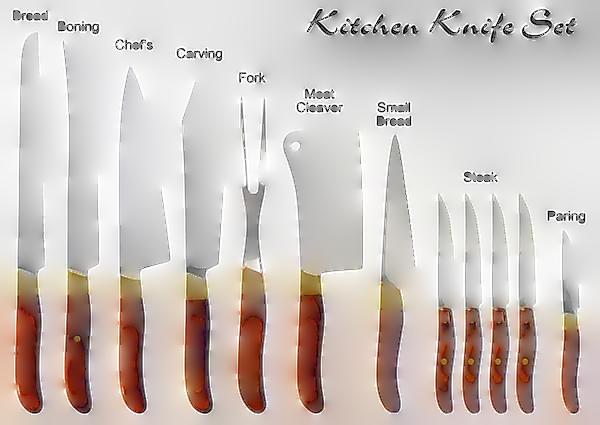 Kitchen Knife Set
Bread
Boning
Chef's
Carving
Fork
Meat
Cleaver
Small
Bread
Steak
Paring